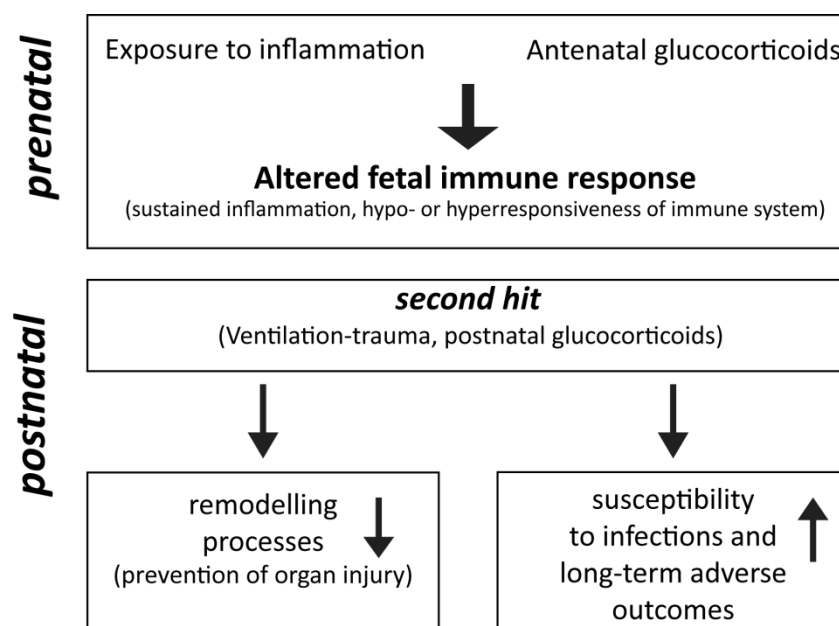 prenatal
Exposure to inflammation
Antenatal glucocorticoids
Altered fetal immune response
(sustained inflammation, hypo- or hyperresponsiveness of immune system)
postnatal
second hit
(Ventilation-trauma, postnatal glucocorticoids)
remodelling
processes
(prevention of organ injury)
susceptibility
to infections and
long-term adverse
outcomes